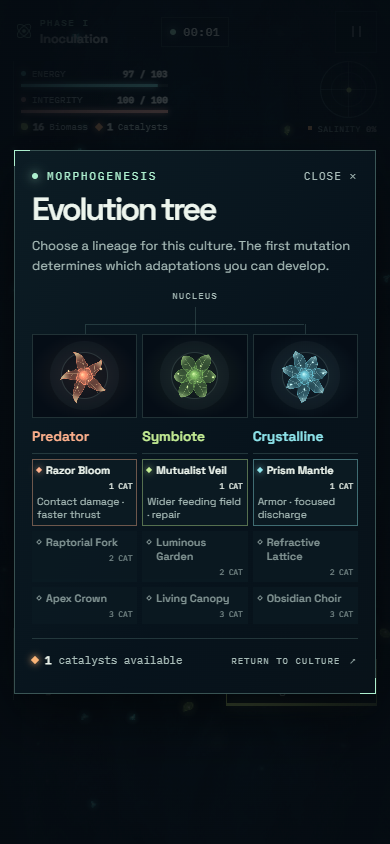 PHASE I
Inoculation
00:01
ENERGY 97 / 103
INTEGRITY 100 / 100
16 Biomass 1 Catalysts
SALINITY 80
MORPHOGENESIS
CLOSE ×
Evolution tree
Choose a lineage for this culture. The first mutation
determines which adaptations you can develop.
NUCLEUS
Predator
Symbiote
Crystalline
Razor Bloom
1 CAT
Contact damage ·
faster thrust
Mutualist Veil
1 CAT
Wider feeding field
· repair
Prism Mantle
1 CAT
Armor · focused
discharge
Raptorial Fork
2 CAT
Luminous
Garden
2 CAT
Refractive
Lattice
2 CAT
Apex Crown
3 CAT
Living Canopy
3 CAT
Obsidian Choir
3 CAT
1 catalysts available
RETURN TO CULTURE ↗